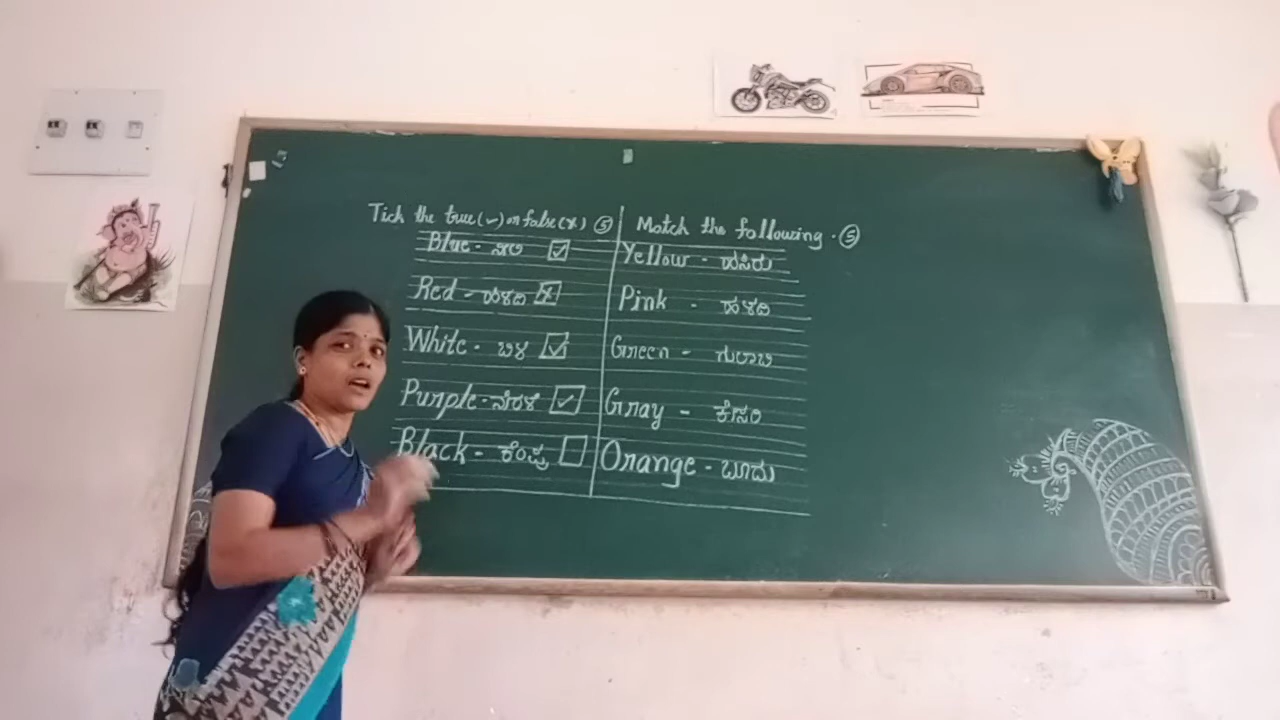 Tick the true(✓) or false(x) ⑤
Blue - ನೀಲಿ ☑
Red - ಹಳದಿ ☒
White - ಬಿಳಿ ☑
Purple - ನೇರಳೆ ☑
Black - ಕೆಂಪು ☐
Match the following. ⑤
Yellow - ಹಸಿರು
Pink - ಹಳದಿ
Green - ಗುಲಾಬಿ
Gray - ಕೇಸರಿ
Orange - ಬೂದು